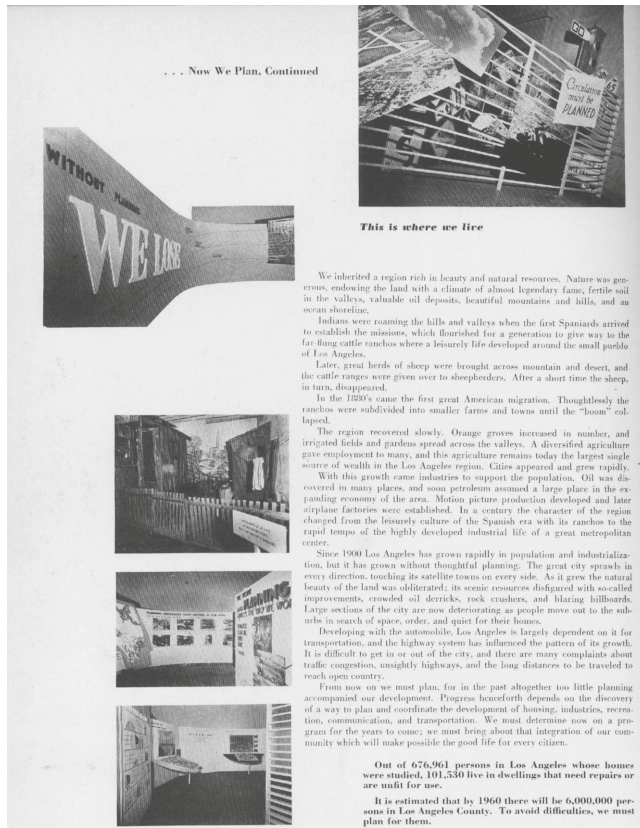 . . . Now We Plan, Continued
GO
Circulation
must be
PLANNED
65
WITHOUT PLANNING
WE LOSE
This is where we live
We inherited a region rich in beauty and natural resources. Nature was gen-
erous, endowing the land with a climate of almost legendary fame, fertile soil
in the valleys, valuable oil deposits, beautiful mountains and hills, and an
ocean shoreline.
Indians were roaming the hills and valleys when the first Spaniards arrived
to establish the missions, which flourished for a generation to give way to the
far-flung cattle ranchos where a leisurely life developed around the small pueblo
of Los Angeles.
Later, great herds of sheep were brought across mountain and desert, and
the cattle ranges were given over to sheepherders. After a short time the sheep,
in turn, disappeared.
In the 1880's came the first great American migration. Thoughtlessly the
ranchos were subdivided into smaller farms and towns until the "boom" col-
lapsed.
The region recovered slowly. Orange groves increased in number, and
irrigated fields and gardens spread across the valleys. A diversified agriculture
gave employment to many, and this agriculture remains today the largest single
source of wealth in the Los Angeles region. Cities appeared and grew rapidly.
With this growth came industries to support the population. Oil was dis-
covered in many places, and soon petroleum assumed a large place in the ex-
panding economy of the area. Motion picture production developed and later
airplane factories were established. In a century the character of the region
changed from the leisurely culture of the Spanish era with its ranchos to the
rapid tempo of the highly developed industrial life of a great metropolitan
center.
Since 1900 Los Angeles has grown rapidly in population and industrializa-
tion, but it has grown without thoughtful planning. The great city sprawls in
every direction, touching its satellite towns on every side. As it grew the natural
beauty of the land was obliterated; its scenic resources disfigured with so-called
improvements, crowded oil derricks, rock crushers, and blaring billboards.
Large sections of the city are now deteriorating as people move out to the sub-
urbs in search of space, order, and quiet for their homes.
Developing with the automobile, Los Angeles is largely dependent on it for
transportation, and the highway system has influenced the pattern of its growth.
It is difficult to get in or out of the city, and there are many complaints about
traffic congestion, unsightly highways, and the long distances to be traveled to
reach open country.
From now on we must plan, for in the past altogether too little planning
accompanied our development. Progress henceforth depends on the discovery
of a way to plan and coordinate the development of housing, industries, recrea-
tion, communication, and transportation. We must determine now on a pro-
gram for the years to come; we must bring about that integration of our com-
munity which will make possible the good life for every citizen.
PLANNING
Out of 676,961 persons in Los Angeles whose homes
were studied, 101,530 live in dwellings that need repairs or
are unfit for use.
It is estimated that by 1960 there will be 6,000,000 per-
sons in Los Angeles County. To avoid difficulties, we must
plan for them.